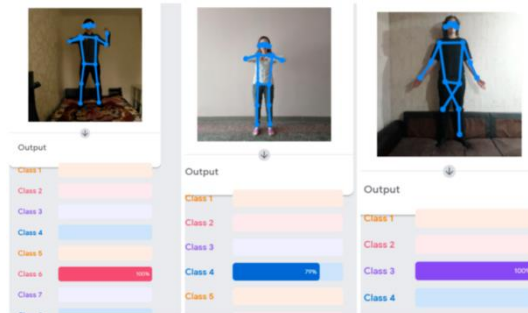 Output
Class 1
Class 2
Class 3
Class 4
Class 5
Class 6 100%
Class 7
Output
Class 1
Class 2
Class 3
Class 4 79%
Class 5
Output
Class 1
Class 2
Class 3 100%
Class 4